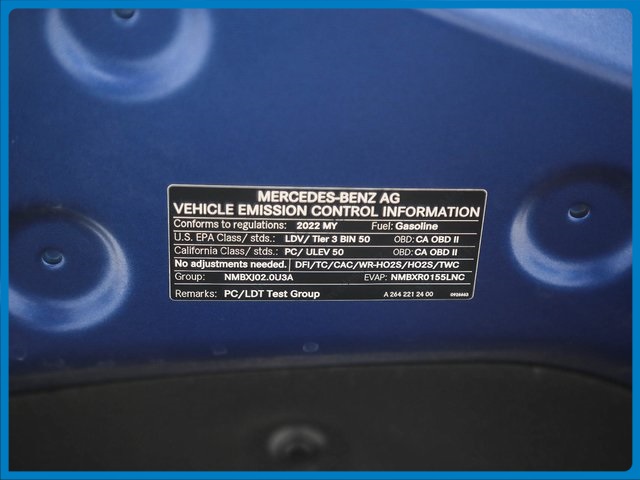 MERCEDES-BENZ AG
VEHICLE EMISSION CONTROL INFORMATION
Conforms to regulations: 2022 MY Fuel: Gasoline
U.S. EPA Class/ stds.: LDV/ Tier 3 BIN 50 OBD: CA OBD II
California Class/ stds.: PC/ ULEV 50 OBD: CA OBD II
No adjustments needed. DFI/TC/CAC/WR-HO2S/HO2S/TWC
Group: NMBXJ02.0U3A EVAP: NMBXR0155LNC
Remarks: PC/LDT Test Group A 264 221 24 00